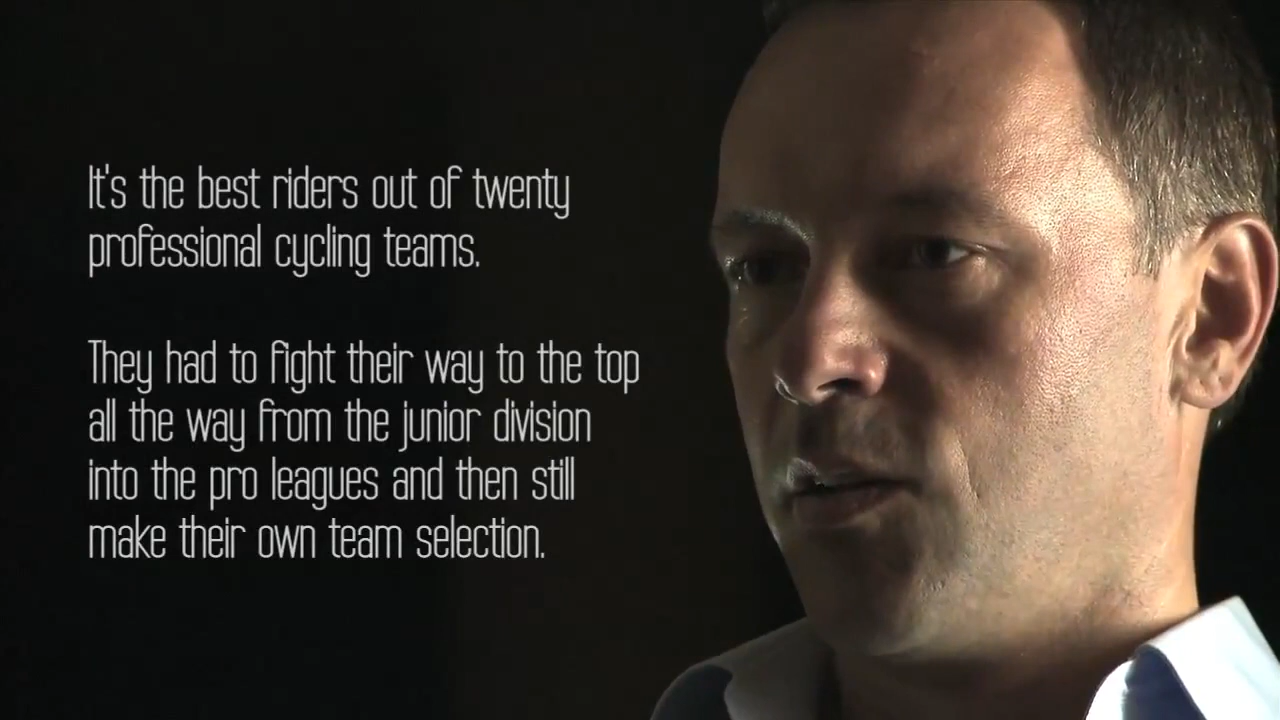 It's the best riders out of twenty
professional cycling teams.
They had to fight their way to the top
all the way from the junior division
into the pro leagues and then still
make their own team selection.